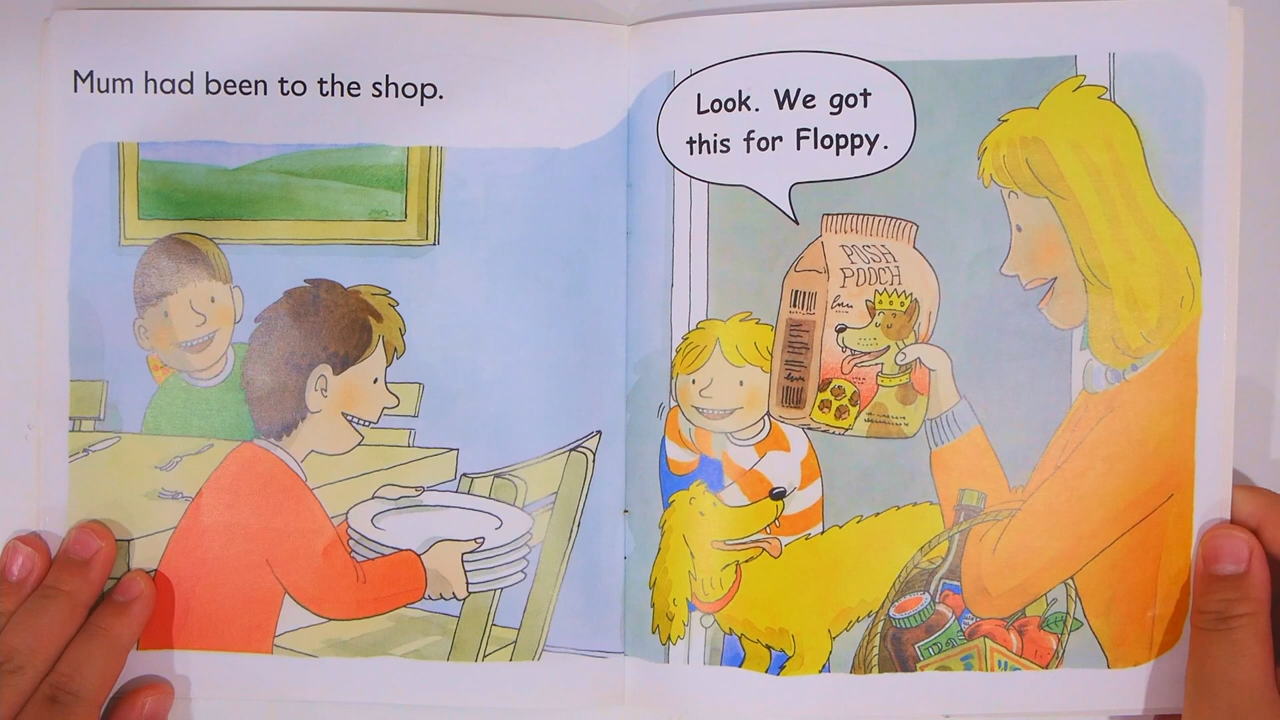 Mum had been to the shop.
Look. We got
this for Floppy.
POSH
POOCH